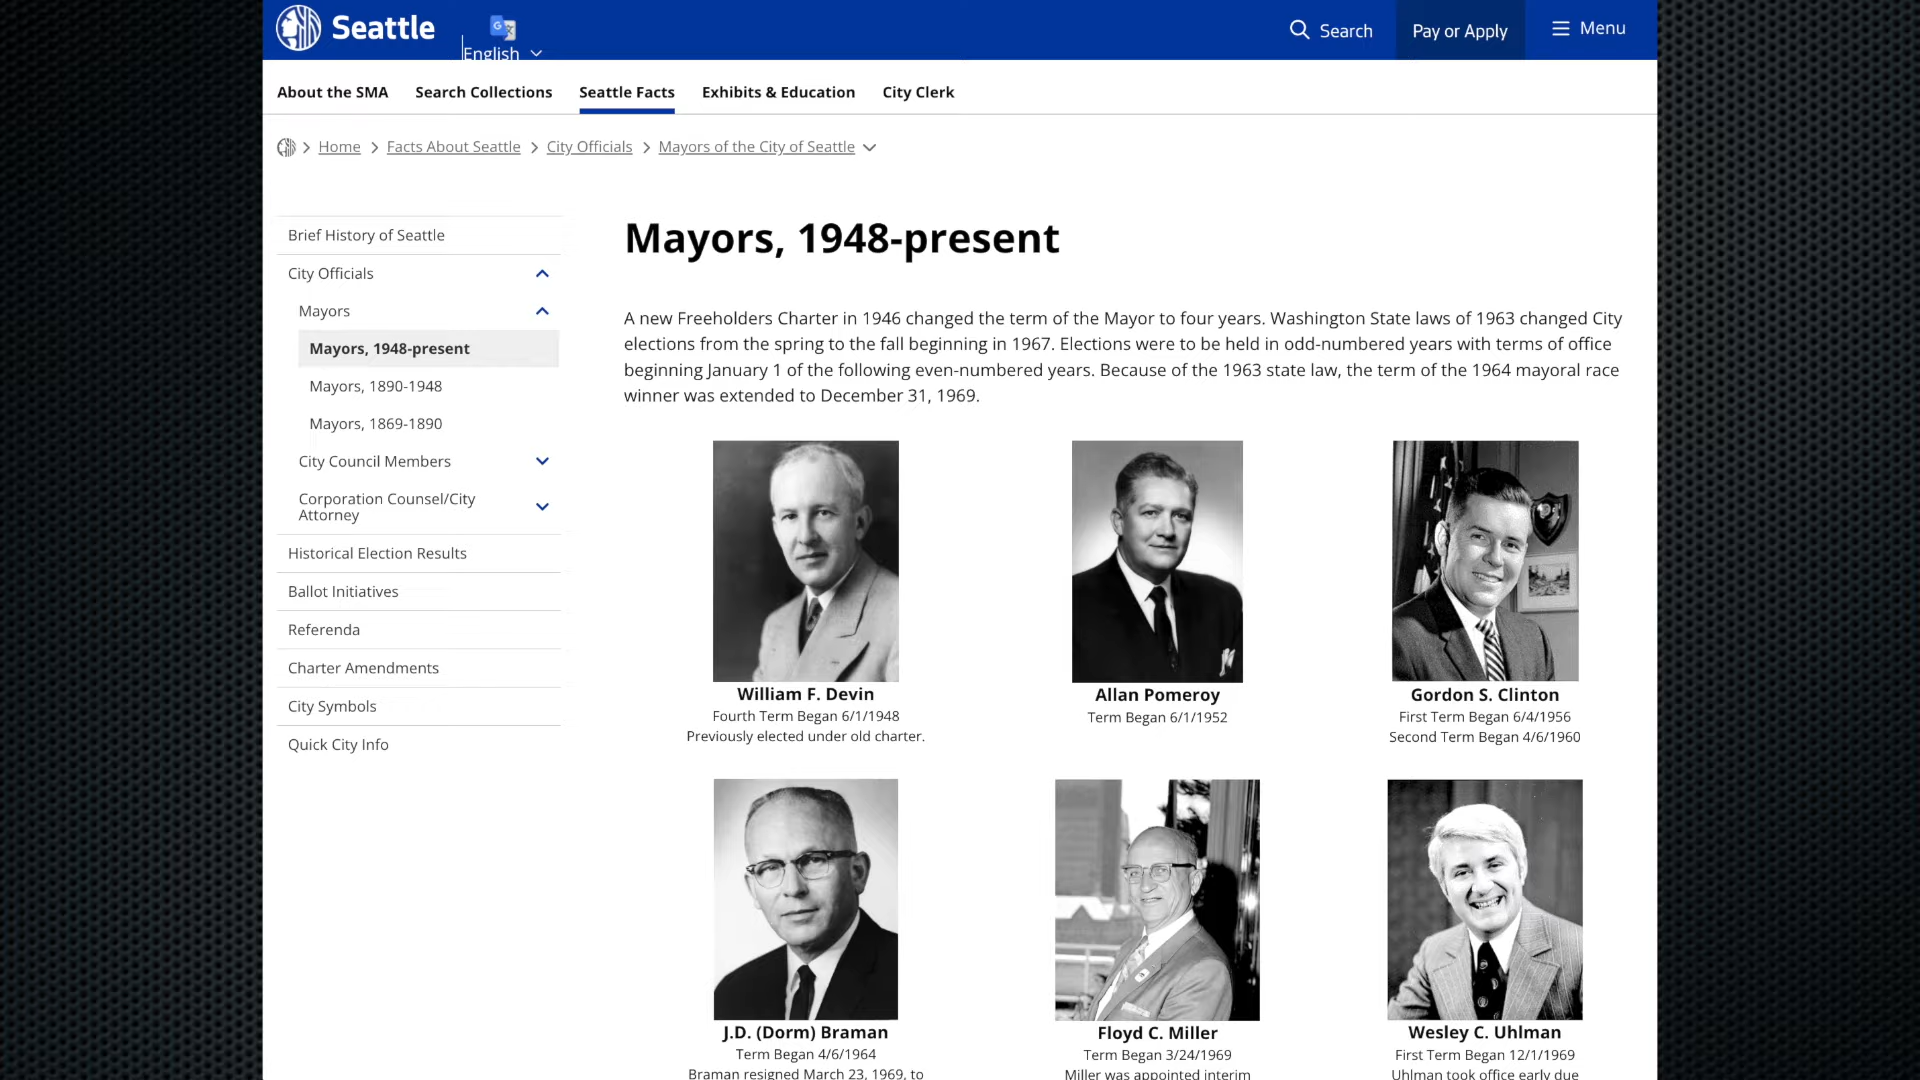 Seattle
English
Search
Pay or Apply
Menu
About the SMA
Search Collections
Seattle Facts
Exhibits & Education
City Clerk
Home
Facts About Seattle
City Officials
Mayors of the City of Seattle
Brief History of Seattle
City Officials
Mayors
Mayors, 1948-present
Mayors, 1890-1948
Mayors, 1869-1890
City Council Members
Corporation Counsel/City
Attorney
Historical Election Results
Ballot Initiatives
Referenda
Charter Amendments
City Symbols
Quick City Info
Mayors, 1948-present
A new Freeholders Charter in 1946 changed the term of the Mayor to four years. Washington State laws of 1963 changed City
elections from the spring to the fall beginning in 1967. Elections were to be held in odd-numbered years with terms of office
beginning January 1 of the following even-numbered years. Because of the 1963 state law, the term of the 1964 mayoral race
winner was extended to December 31, 1969.
William F. Devin
Fourth Term Began 6/1/1948
Previously elected under old charter.
Allan Pomeroy
Term Began 6/1/1952
Gordon S. Clinton
First Term Began 6/4/1956
Second Term Began 4/6/1960
J.D. (Dorm) Braman
Term Began 4/6/1964
Braman resigned March 23, 1969, to
Floyd C. Miller
Term Began 3/24/1969
Miller was appointed interim
Wesley C. Uhlman
First Term Began 12/1/1969
Uhlman took office early due